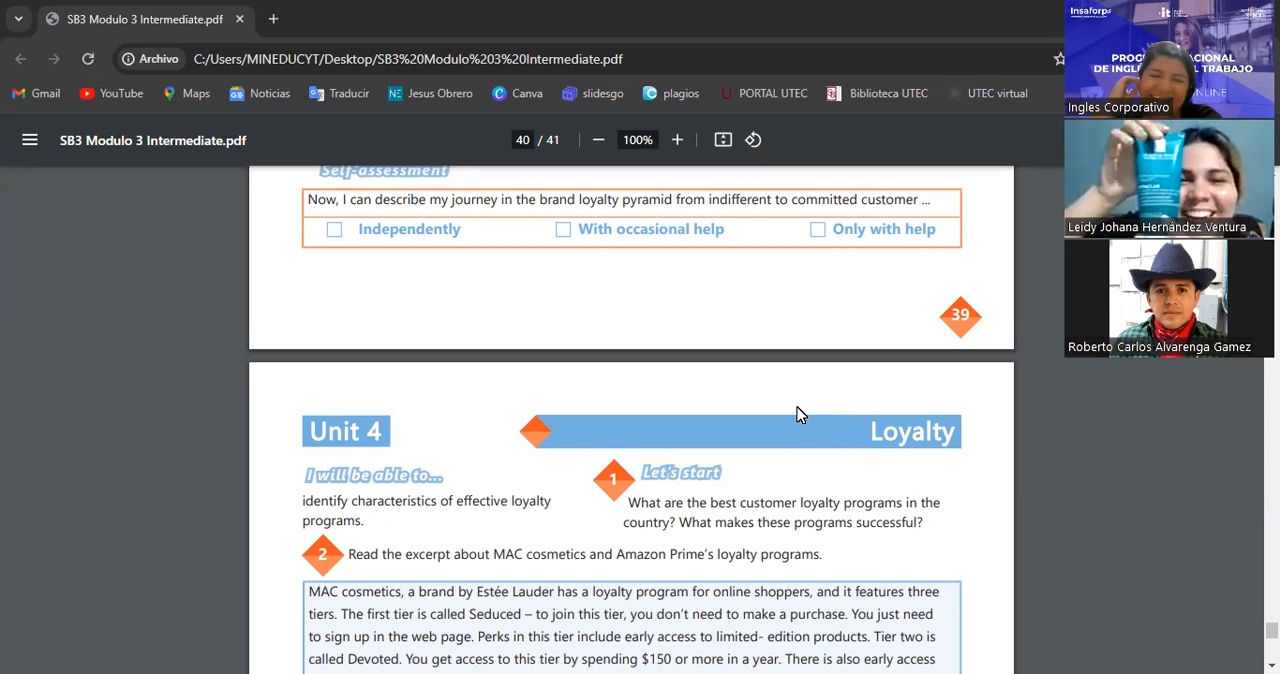 SB3 Modulo 3 Intermediate.pdf
Archivo
C:/Users/MINEDUCYT/Desktop/SB3%20Modulo%203%20Intermediate.pdf
Gmail YouTube Maps Noticias Traducir Jesus Obrero Canva slidesgo plagios PORTAL UTEC Biblioteca UTEC UTEC virtual
SB3 Modulo 3 Intermediate.pdf 40 / 41 100%
Self-assessment
Now, I can describe my journey in the brand loyalty pyramid from indifferent to committed customer ...
Independently With occasional help Only with help
39
Unit 4 Loyalty
I will be able to...
identify characteristics of effective loyalty
programs.
1 Let's start
What are the best customer loyalty programs in the
country? What makes these programs successful?
2 Read the excerpt about MAC cosmetics and Amazon Prime's loyalty programs.
MAC cosmetics, a brand by Estée Lauder has a loyalty program for online shoppers, and it features three
tiers. The first tier is called Seduced – to join this tier, you don't need to make a purchase. You just need
to sign up in the web page. Perks in this tier include early access to limited- edition products. Tier two is
called Devoted. You get access to this tier by spending $150 or more in a year. There is also early access
Insaforp
Ingles Corporativo
Leidy Johana Hernández Ventura
Roberto Carlos Alvarenga Gamez